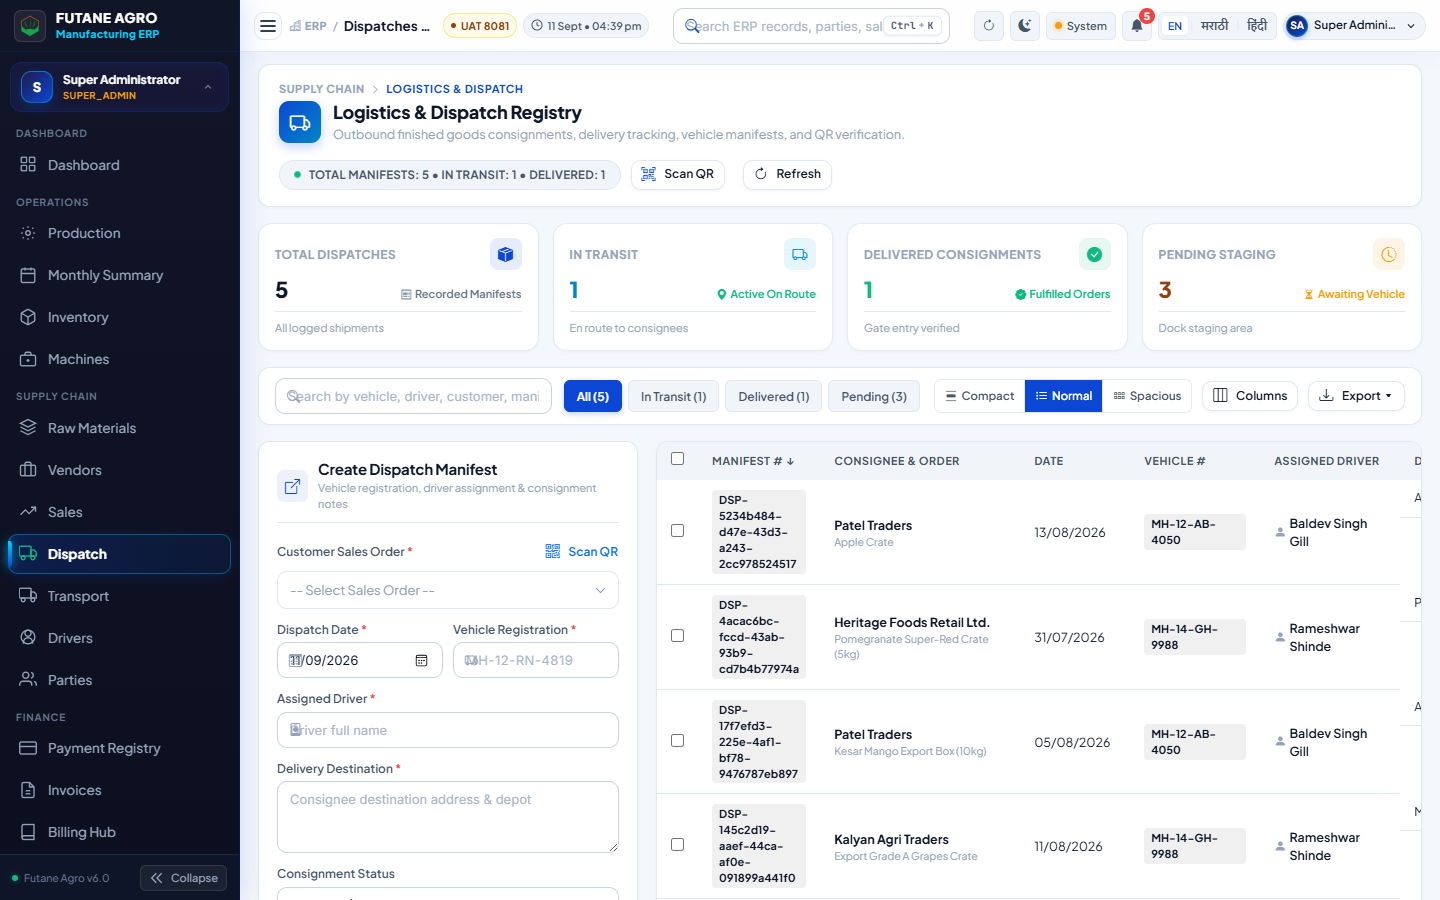 FUTANE AGRO
Manufacturing ERP
S
Super Administrator
SUPER_ADMIN
DASHBOARD
Dashboard
OPERATIONS
Production
Monthly Summary
Inventory
Machines
SUPPLY CHAIN
Raw Materials
Vendors
Sales
Dispatch
Transport
Drivers
Parties
FINANCE
Payment Registry
Invoices
Billing Hub
Futane Agro v6.0
Collapse
ERP / Dispatches ...
UAT 8081
11 Sept • 04:39 pm
Search ERP records, parties, sal
Ctrl + K
System
5
EN
मराठी
हिंदी
SA
Super Admini...
SUPPLY CHAIN > LOGISTICS & DISPATCH
Logistics & Dispatch Registry
Outbound finished goods consignments, delivery tracking, vehicle manifests, and QR verification.
TOTAL MANIFESTS: 5 • IN TRANSIT: 1 • DELIVERED: 1
Scan QR
Refresh
TOTAL DISPATCHES
5
Recorded Manifests
All logged shipments
IN TRANSIT
1
Active On Route
En route to consignees
DELIVERED CONSIGNMENTS
1
Fulfilled Orders
Gate entry verified
PENDING STAGING
3
Awaiting Vehicle
Dock staging area
Search by vehicle, driver, customer, mani
All (5)
In Transit (1)
Delivered (1)
Pending (3)
Compact
Normal
Spacious
Columns
Export
Create Dispatch Manifest
Vehicle registration, driver assignment & consignment
notes
Customer Sales Order *
Scan QR
-- Select Sales Order --
Dispatch Date *
Vehicle Registration *
11/09/2026
MH-12-RN-4819
Assigned Driver *
Driver full name
Delivery Destination *
Consignee destination address & depot
Consignment Status
MANIFEST # ↓
CONSIGNEE & ORDER
DATE
VEHICLE #
ASSIGNED DRIVER
D
DSP-
5234b484-
d47e-43d3-
a243-
2cc978524517
Patel Traders
Apple Crate
13/08/2026
MH-12-AB-
4050
Baldev Singh
Gill
A
DSP-
4acac6bc-
fccd-43ab-
93b9-
cd7b4b77974a
Heritage Foods Retail Ltd.
Pomegranate Super-Red Crate
(5kg)
31/07/2026
MH-14-GH-
9988
Rameshwar
Shinde
P
DSP-
17f7efd3-
225e-4af1-
bf78-
9476787eb897
Patel Traders
Kesar Mango Export Box (10kg)
05/08/2026
MH-12-AB-
4050
Baldev Singh
Gill
A
DSP-
145c2d19-
aaef-44ca-
af0e-
091899a441f0
Kalyan Agri Traders
Export Grade A Grapes Crate
11/08/2026
MH-14-GH-
9988
Rameshwar
Shinde
M